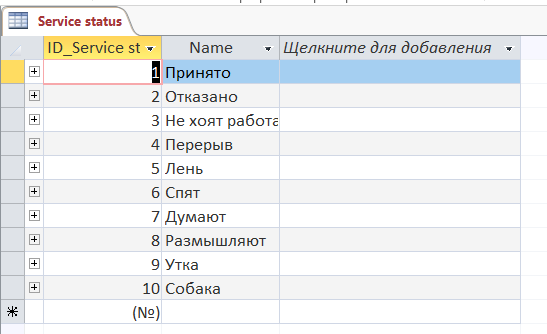 Service status
ID_Service st Name Щелкните для добавления
1 Принято
2 Отказано
3 Не хоят работа
4 Перерыв
5 Лень
6 Спят
7 Думают
8 Размышляют
9 Утка
10 Собака
(№)